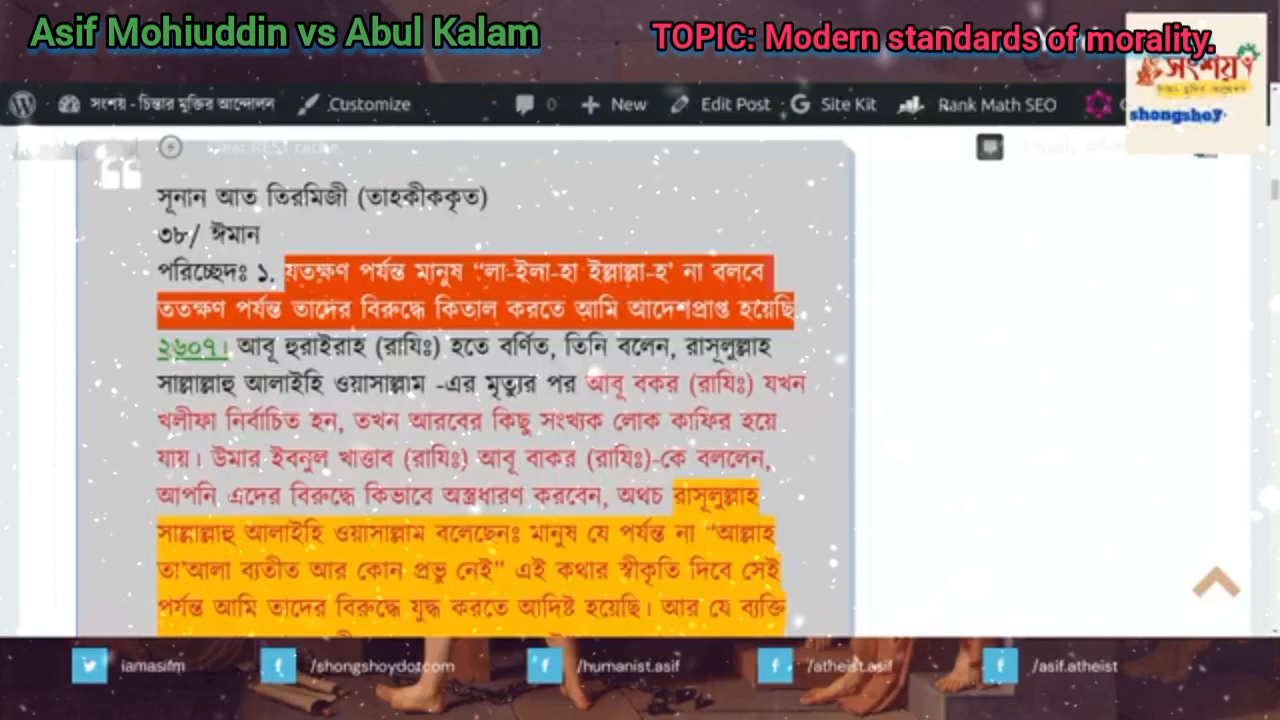 Asif Mohiuddin vs Abul Kalam
TOPIC: Modern standards of morality.
সংশয়
shongshoy
সংশয় - চিন্তার মুক্তির আন্দোলন Customize 0 New Edit Post G Site Kit Rank Math SEO
সূনান আত তিরমিজী (তাহকীককৃত)
৩৮/ ঈমান
পরিচ্ছেদঃ ১. যতক্ষণ পর্যন্ত মানুষ “লা-ইলা-হা ইল্লাল্লা-হ’ না বলবে
ততক্ষণ পর্যন্ত তাদের বিরুদ্ধে কিতাল করতে আমি আদেশপ্রাপ্ত হয়েছি
২৬০৭। আবূ হুরাইরাহ (রাযিঃ) হতে বর্ণিত, তিনি বলেন, রাসূলুল্লাহ
সাল্লাল্লাহু আলাইহি ওয়াসাল্লাম -এর মৃত্যুর পর আবূ বকর (রাযিঃ) যখন
খলীফা নির্বাচিত হন, তখন আরবের কিছু সংখ্যক লোক কাফির হয়ে
যায়। উমার ইবনুল খাত্তাব (রাযিঃ) আবূ বাকর (রাযিঃ)-কে বললেন,
আপনি এদের বিরুদ্ধে কিভাবে অস্ত্রধারণ করবেন, অথচ রাসূলুল্লাহ
সাল্লাল্লাহু আলাইহি ওয়াসাল্লাম বলেছেনঃ মানুষ যে পর্যন্ত না “আল্লাহ
তা'আলা ব্যতীত আর কোন প্রভু নেই” এই কথার স্বীকৃতি দিবে সেই
পর্যন্ত আমি তাদের বিরুদ্ধে যুদ্ধ করতে আদিষ্ট হয়েছি। আর যে ব্যক্তি
iamasifm /shongshoydotcom /humanist.asif /atheist.asif /asif.atheist